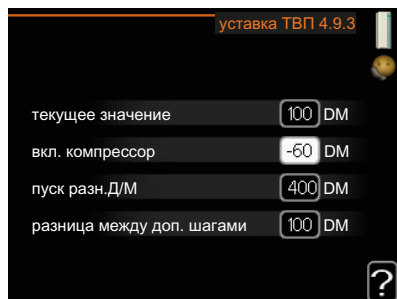 уставка ТВП 4.9.3
текущее значение 100 DM
вкл. компрессор -60 DM
пуск разн.Д/М 400 DM
разница между доп. шагами 100 DM
?